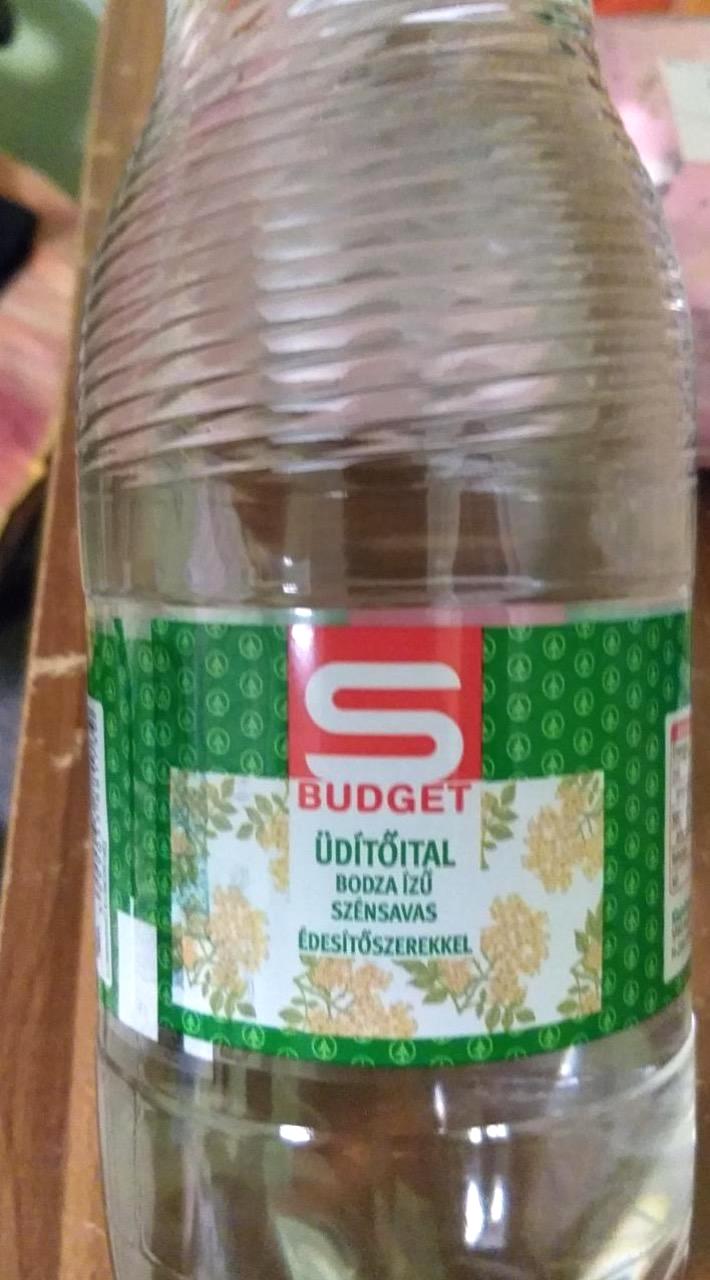 S
BUDGET
ÜDÍTŐITAL
BODZA ÍZŰ
SZÉNSAVAS
ÉDESÍTŐSZEREKKEL